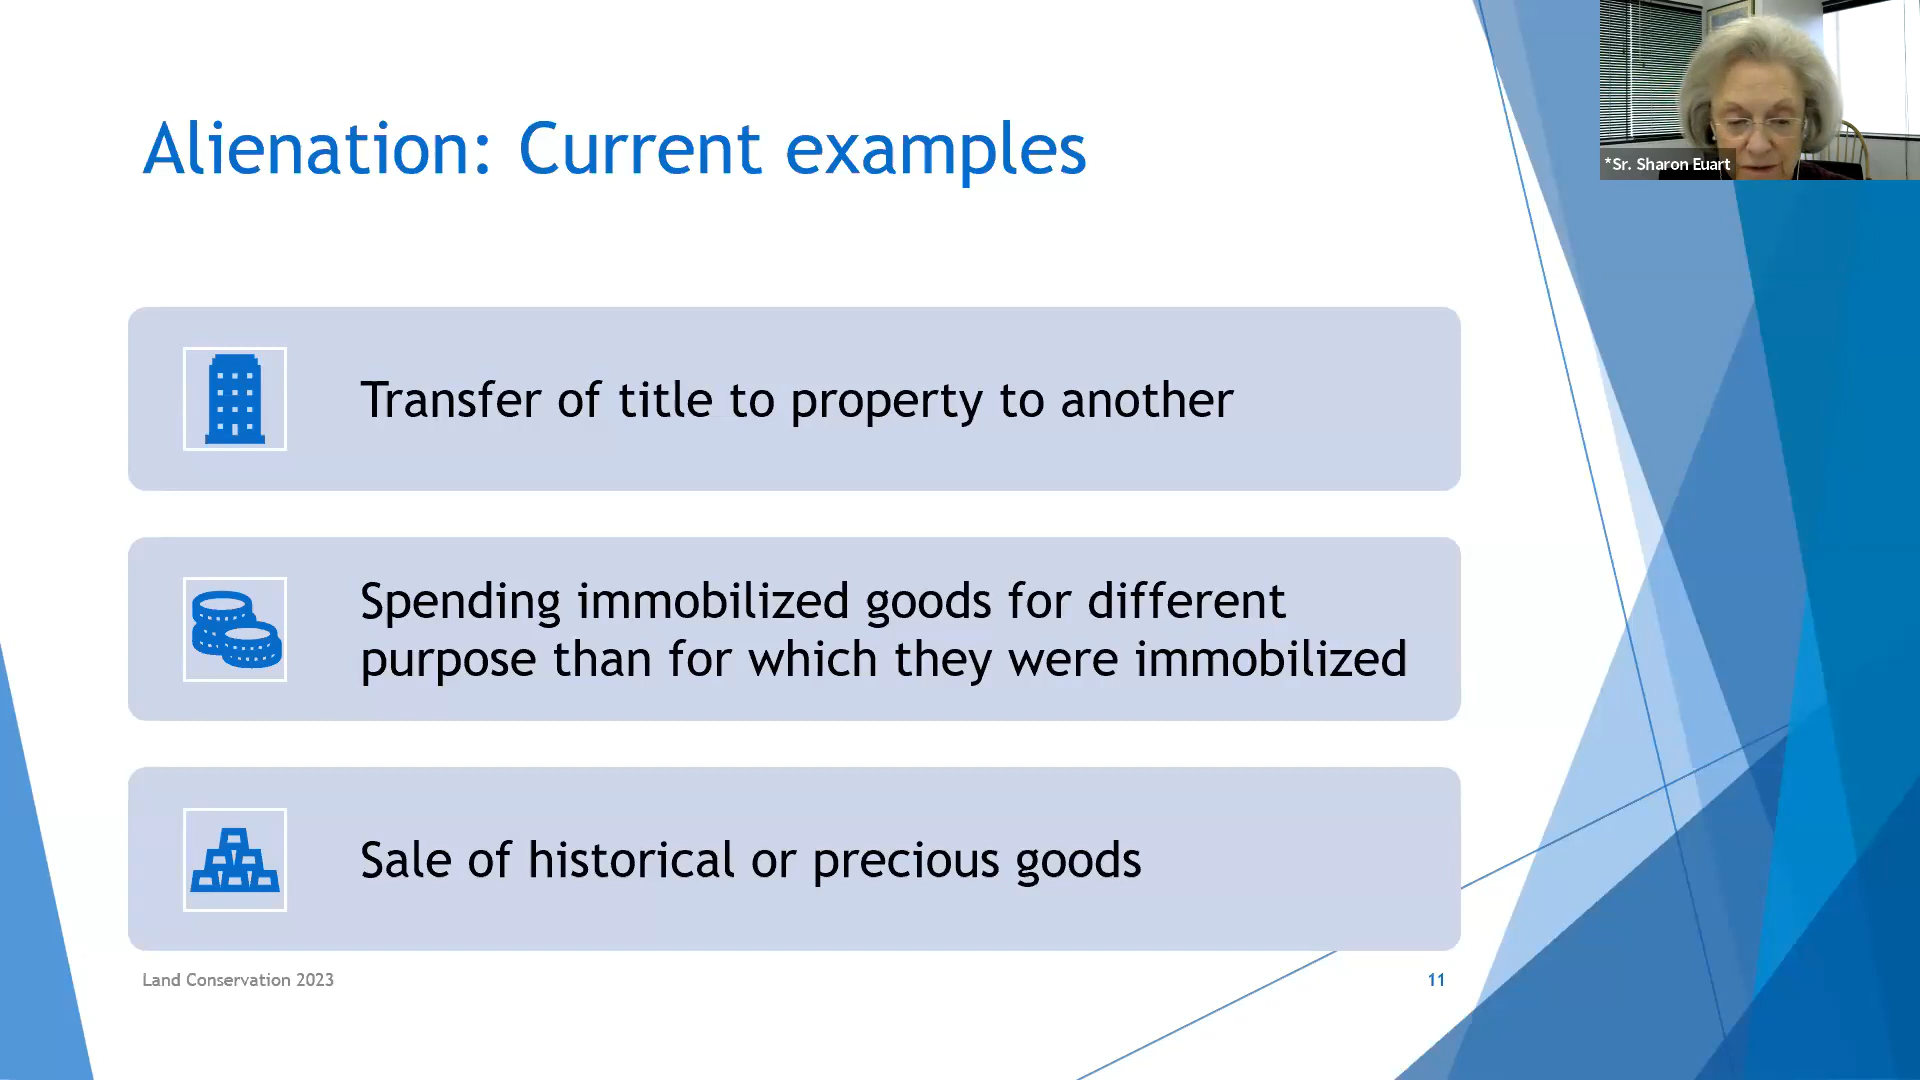 Alienation: Current examples
*Sr. Sharon Euart
Transfer of title to property to another
Spending immobilized goods for different
purpose than for which they were immobilized
Sale of historical or precious goods
Land Conservation 2023
11